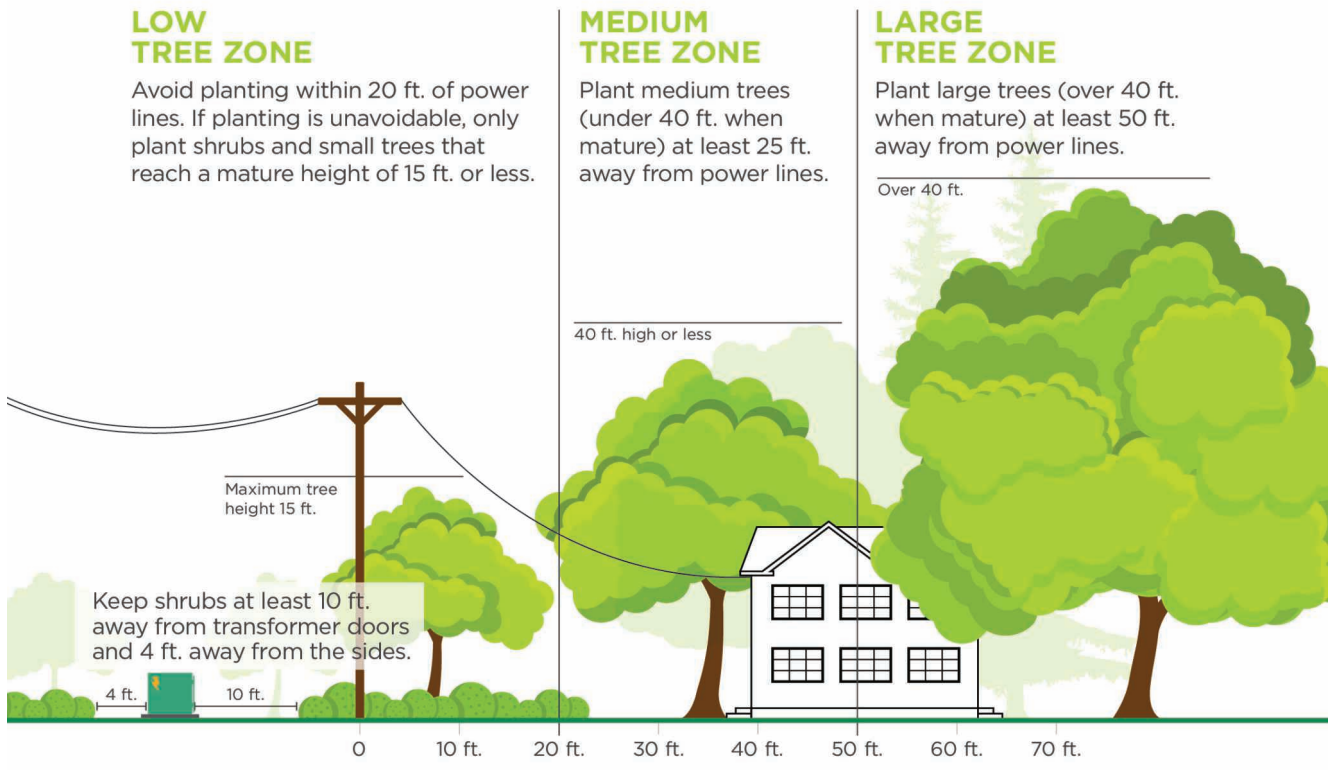 LOW
TREE ZONE
Avoid planting within 20 ft. of power
lines. If planting is unavoidable, only
plant shrubs and small trees that
reach a mature height of 15 ft. or less.
MEDIUM
TREE ZONE
Plant medium trees
(under 40 ft. when
mature) at least 25 ft.
away from power lines.
LARGE
TREE ZONE
Plant large trees (over 40 ft.
when mature) at least 50 ft.
away from power lines.
Over 40 ft.
40 ft. high or less
Maximum tree
height 15 ft.
Keep shrubs at least 10 ft.
away from transformer doors
and 4 ft. away from the sides.
4 ft.
10 ft.
0 10 ft. 20 ft. 30 ft. 40 ft. 50 ft. 60 ft. 70 ft.